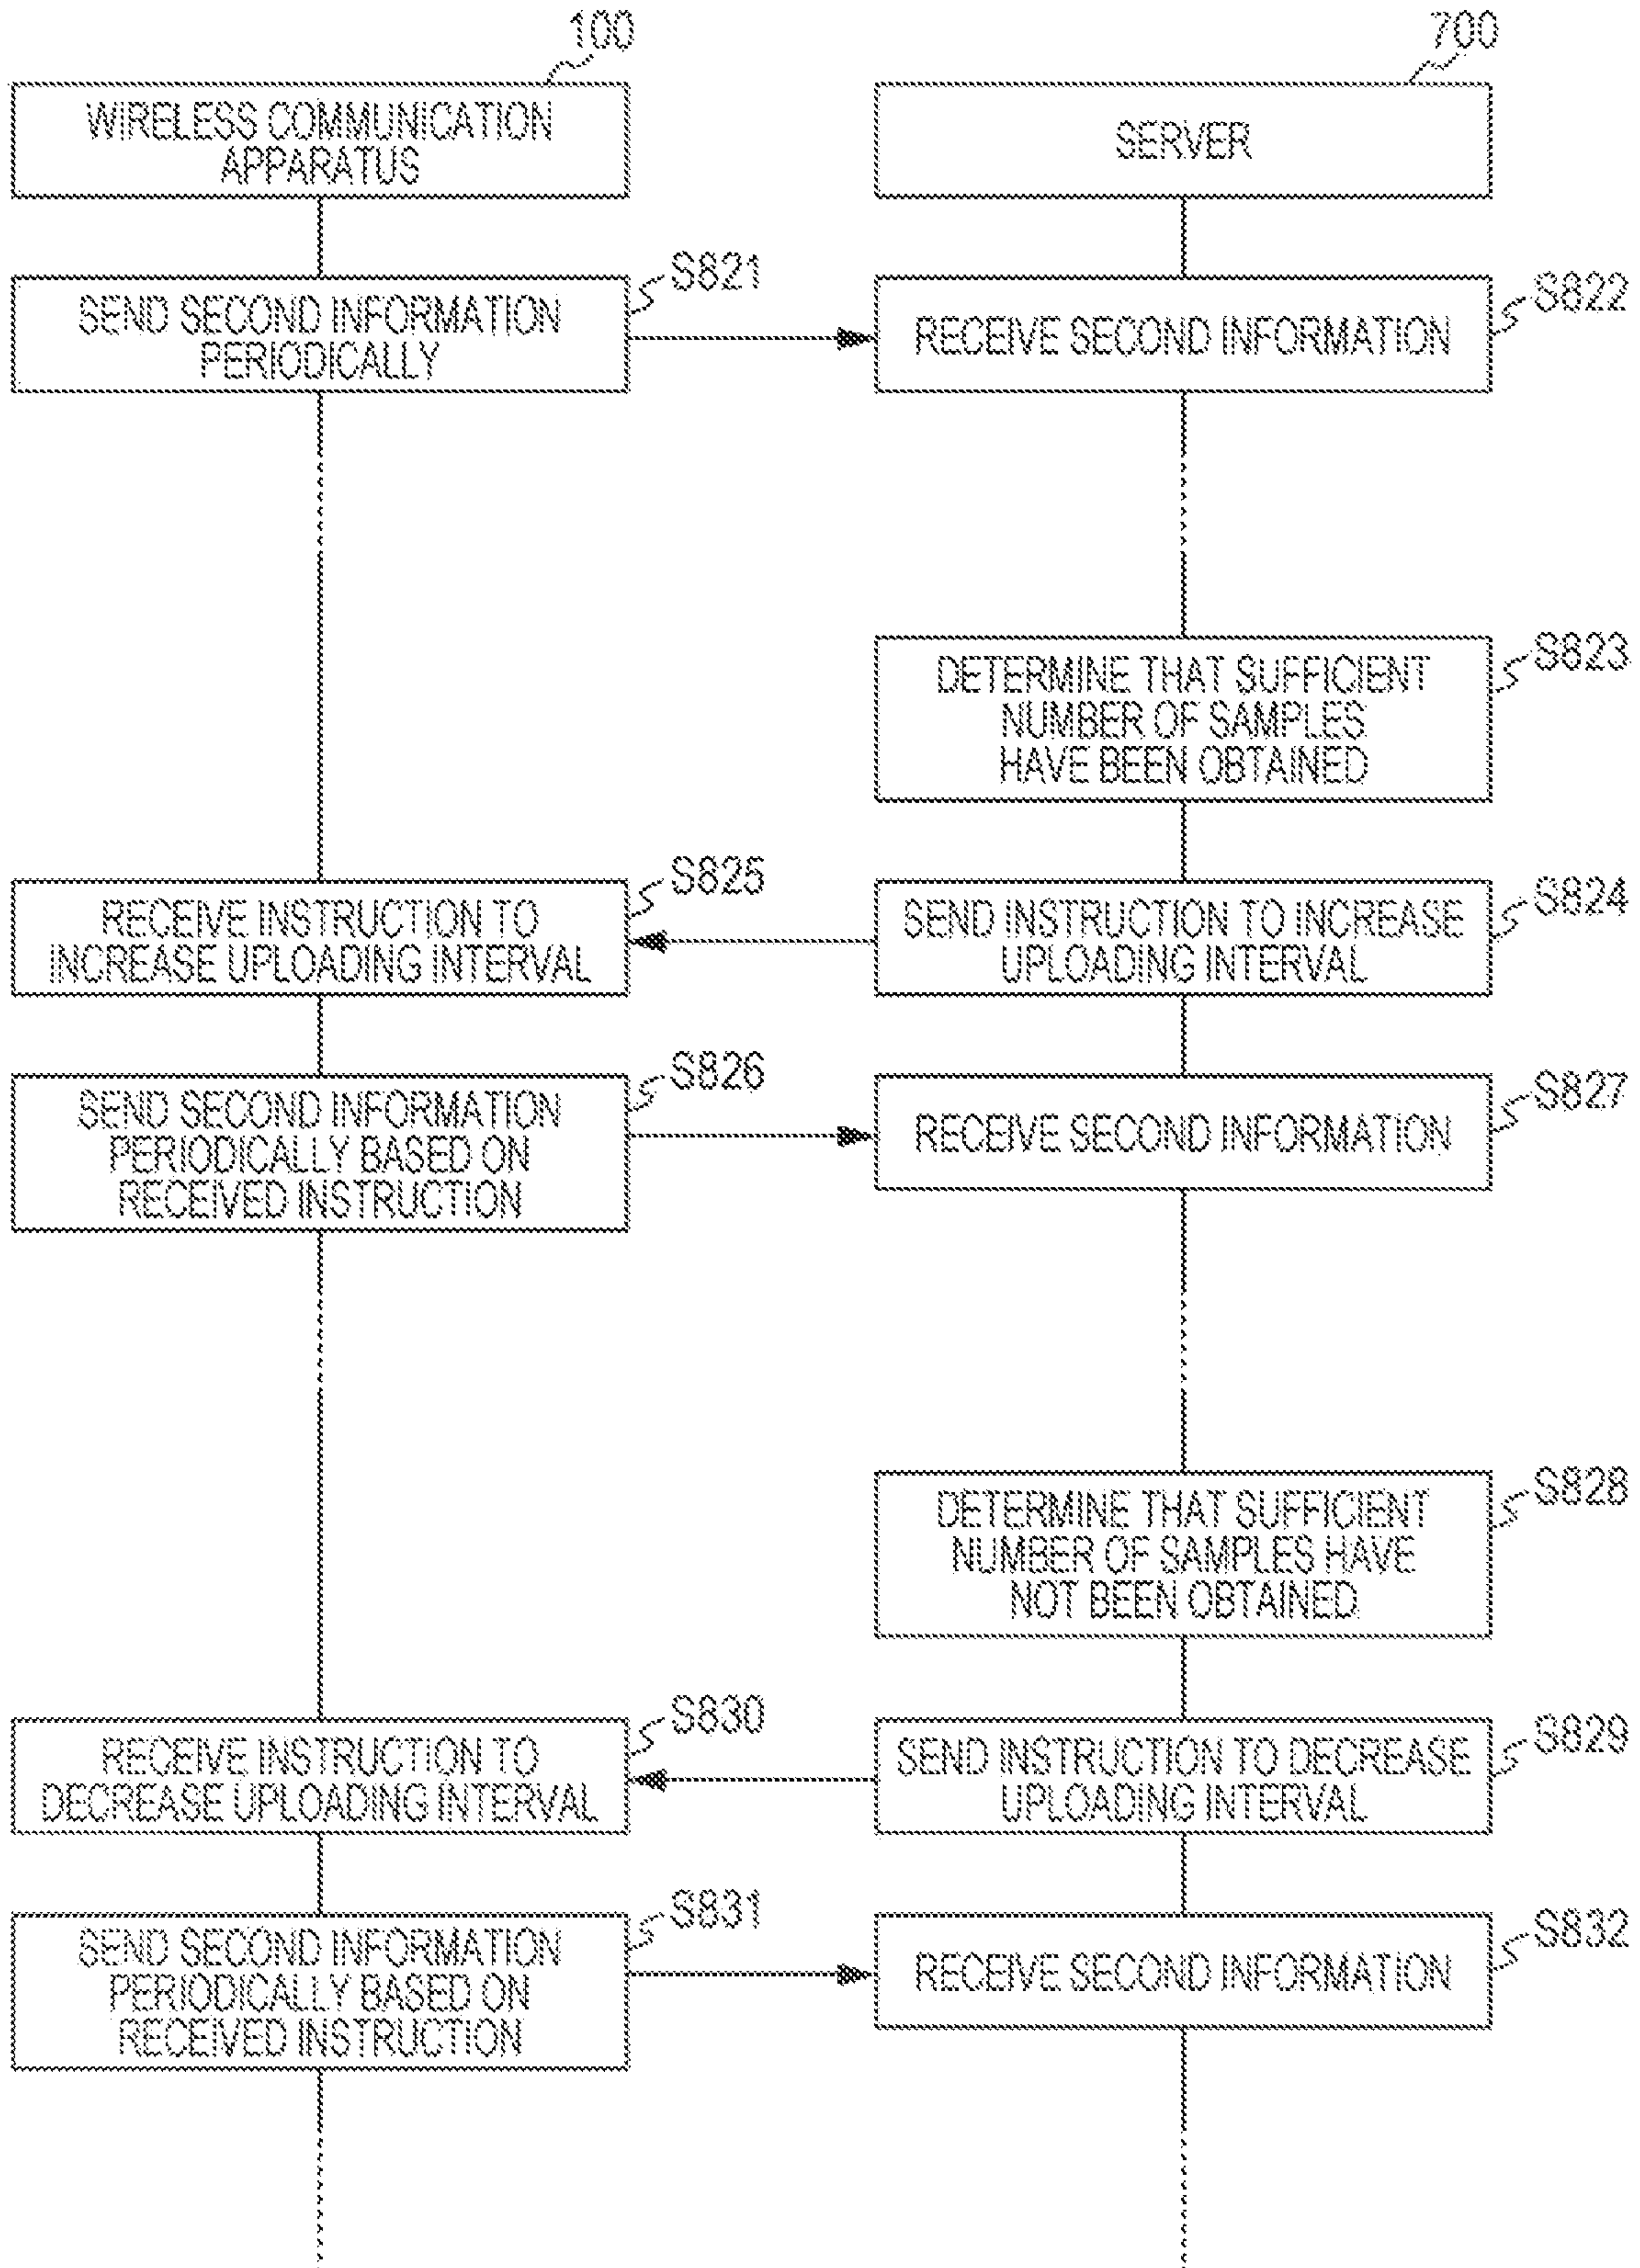 100
700
WIRELESS COMMUNICATION
APPARATUS
SERVER
S821
S822
SEND SECOND INFORMATION
PERIODICALLY
RECEIVE SECOND INFORMATION
S823
DETERMINE THAT SUFFICIENT
NUMBER OF SAMPLES
HAVE BEEN OBTAINED
S825
S824
RECEIVE INSTRUCTION TO
INCREASE UPLOADING INTERVAL
SEND INSTRUCTION TO INCREASE
UPLOADING INTERVAL
S826
S827
SEND SECOND INFORMATION
PERIODICALLY BASED ON
RECEIVED INSTRUCTION
RECEIVE SECOND INFORMATION
S828
DETERMINE THAT SUFFICIENT
NUMBER OF SAMPLES HAVE
NOT BEEN OBTAINED
S830
S829
RECEIVE INSTRUCTION TO
DECREASE UPLOADING INTERVAL
SEND INSTRUCTION TO DECREASE
UPLOADING INTERVAL
S831
S832
SEND SECOND INFORMATION
PERIODICALLY BASED ON
RECEIVED INSTRUCTION
RECEIVE SECOND INFORMATION